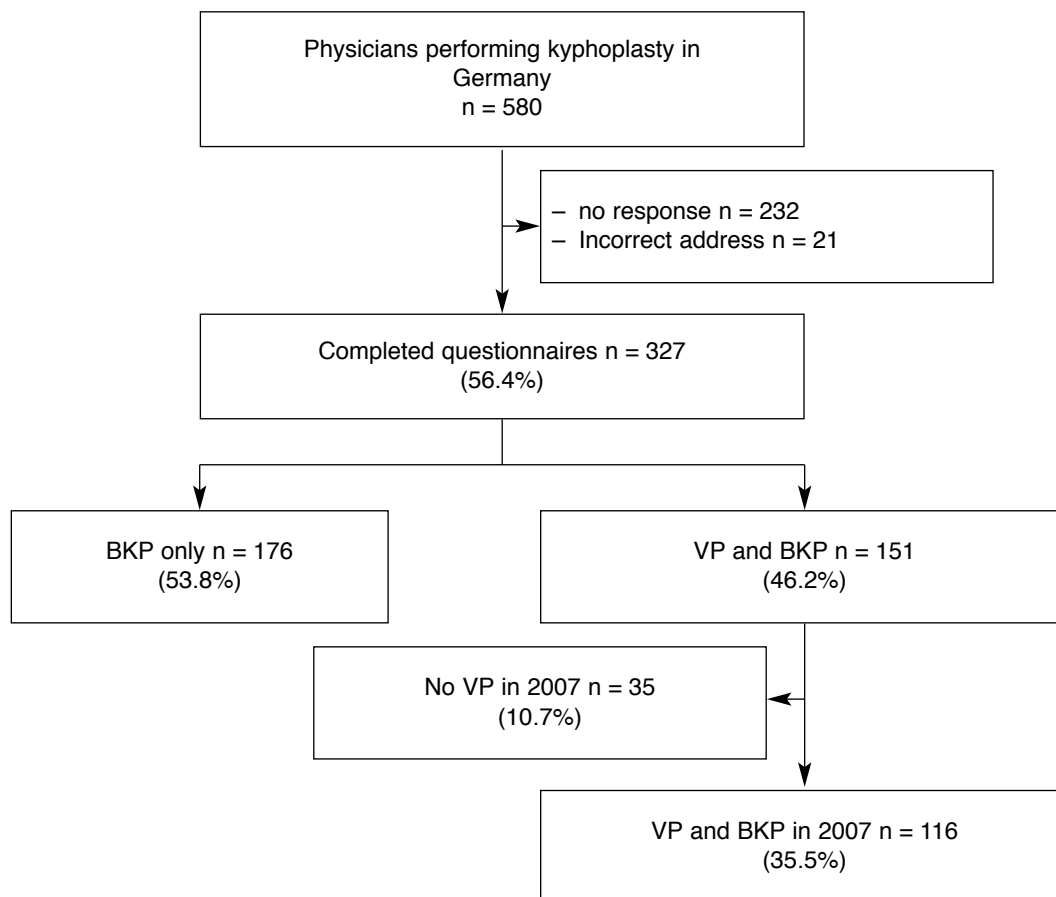 Physicians performing kyphoplasty in
Germany
n = 580
– no response n = 232
– Incorrect address n = 21
Completed questionnaires n = 327
(56.4%)
BKP only n = 176
(53.8%)
VP and BKP n = 151
(46.2%)
No VP in 2007 n = 35
(10.7%)
VP and BKP in 2007 n = 116
(35.5%)